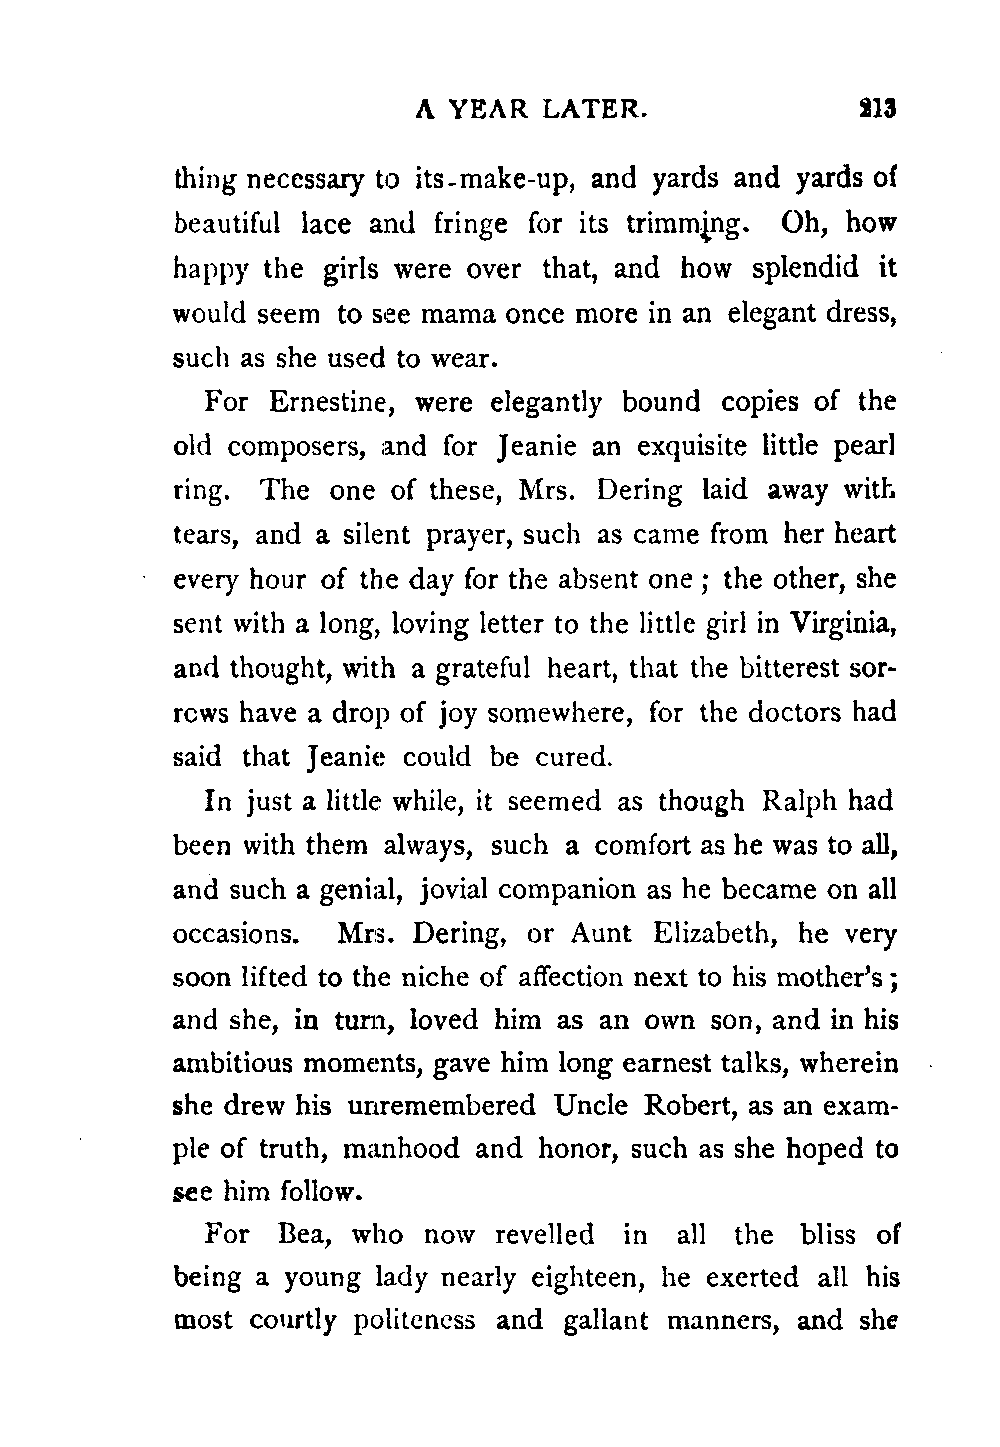 A YEAR LATER. 213
thing necessary to its-make-up, and yards and yards of
beautiful lace and fringe for its trimming. Oh, how
happy the girls were over that, and how splendid it
would seem to see mama once more in an elegant dress,
such as she used to wear.
For Ernestine, were elegantly bound copies of the
old composers, and for Jeanie an exquisite little pearl
ring. The one of these, Mrs. Dering laid away with
tears, and a silent prayer, such as came from her heart
every hour of the day for the absent one ; the other, she
sent with a long, loving letter to the little girl in Virginia,
and thought, with a grateful heart, that the bitterest sor-
rows have a drop of joy somewhere, for the doctors had
said that Jeanie could be cured.
In just a little while, it seemed as though Ralph had
been with them always, such a comfort as he was to all,
and such a genial, jovial companion as he became on all
occasions. Mrs. Dering, or Aunt Elizabeth, he very
soon lifted to the niche of affection next to his mother's ;
and she, in turn, loved him as an own son, and in his
ambitious moments, gave him long earnest talks, wherein
she drew his unremembered Uncle Robert, as an exam-
ple of truth, manhood and honor, such as she hoped to
see him follow.
For Bea, who now revelled in all the bliss of
being a young lady nearly eighteen, he exerted all his
most courtly politeness and gallant manners, and she